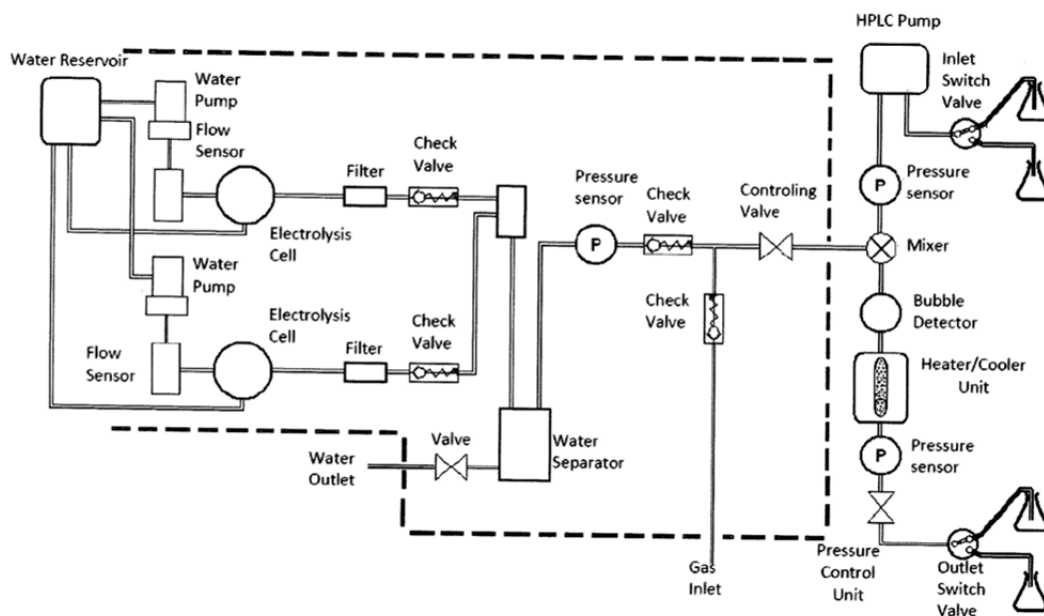 HPLC Pump
Water Reservoir
Inlet
Switch
Valve
Water
Pump
Flow
Sensor
Filter
Check
Valve
Pressure
sensor
Check
Valve
Controling
Valve
P
Pressure
sensor
P
Mixer
Electrolysis
Cell
Water
Pump
Check
Valve
Bubble
Detector
Electrolysis
Cell
Flow
Sensor
Filter
Check
Valve
Heater/Cooler
Unit
Valve
Water
Separator
Water
Outlet
P
Pressure
sensor
Gas
Inlet
Pressure
Control
Unit
Outlet
Switch
Valve